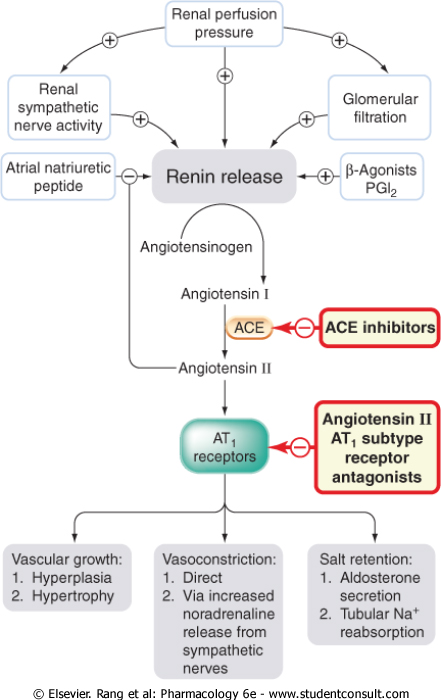 Renal perfusion
pressure
+
+
+
Renal
sympathetic
nerve activity
+
Glomerular
filtration
+
Atrial natriuretic
peptide
−
Renin release
+
β-Agonists
PGI₂
Angiotensinogen
Angiotensin I
ACE
−
ACE inhibitors
Angiotensin II
AT₁
receptors
−
Angiotensin II
AT₁ subtype
receptor
antagonists
Vascular growth:
1. Hyperplasia
2. Hypertrophy
Vasoconstriction:
1. Direct
2. Via increased
noradrenaline
release from
sympathetic
nerves
Salt retention:
1. Aldosterone
secretion
2. Tubular Na⁺
reabsorption
© Elsevier. Rang et al: Pharmacology 6e - www.studentconsult.com